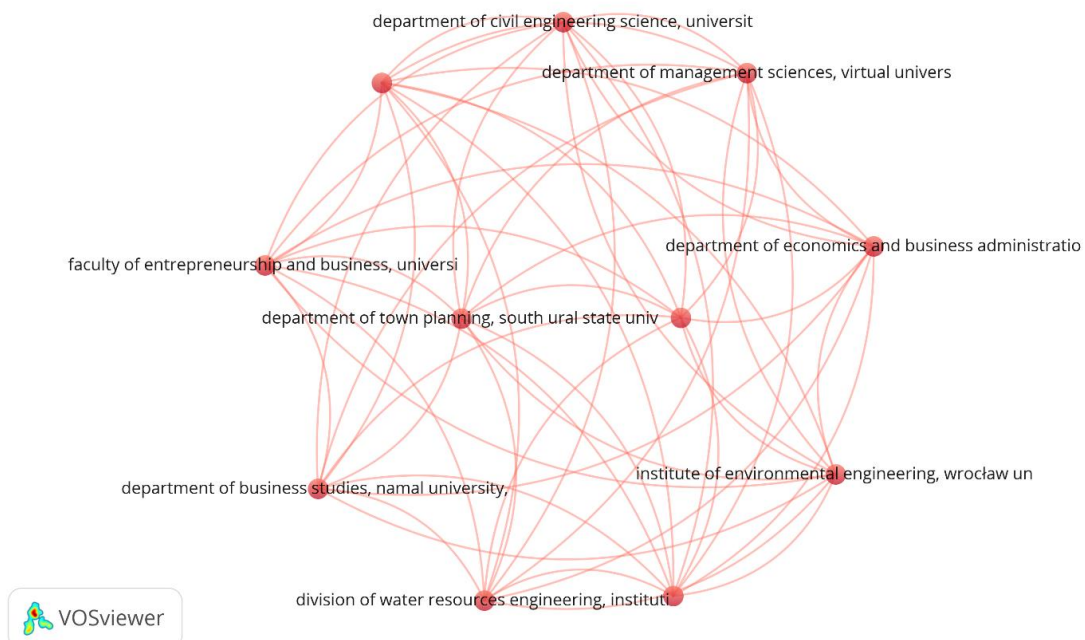 department of civil engineering science, universit
department of management sciences, virtual univers
department of economics and business administratio
faculty of entrepreneurship and business, universi
department of town planning, south ural state univ
institute of environmental engineering, wrocław un
department of business studies, namal university,
division of water resources engineering, instituti
VOSviewer